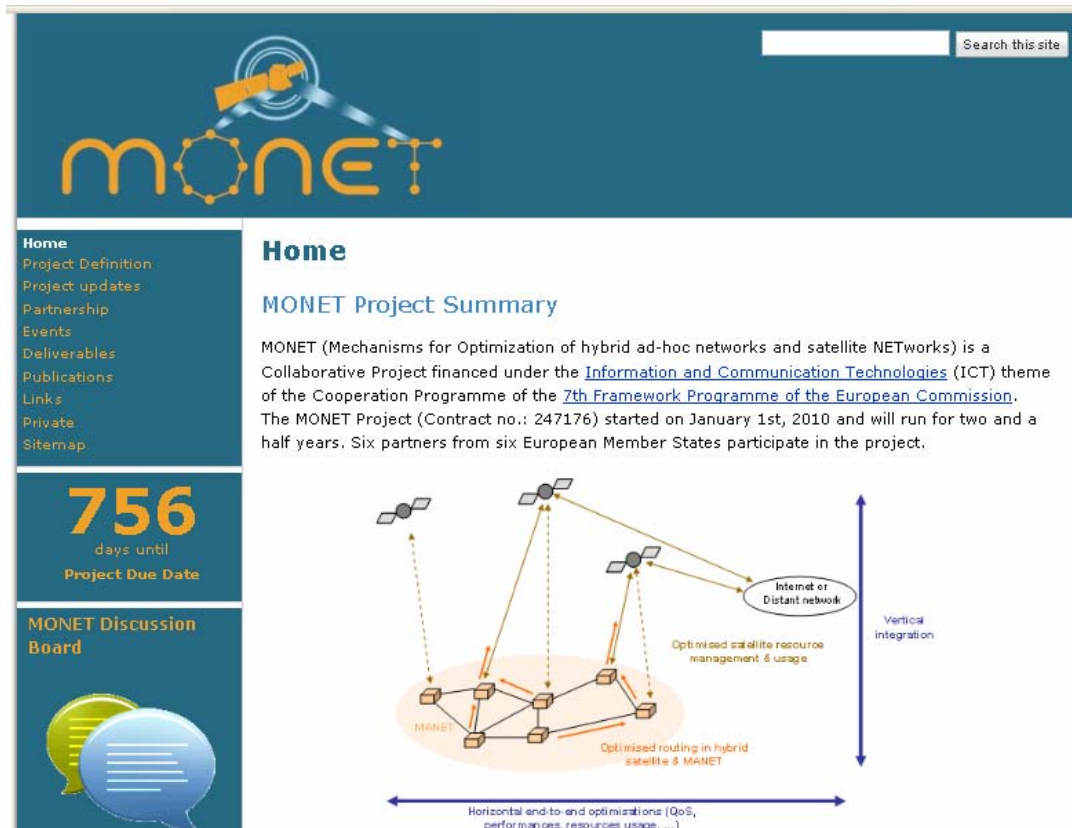 monet
Search this site
Home
Project Definition
Project updates
Partnership
Events
Deliverables
Publications
Links
Private
Sitemap
756
days until
Project Due Date
MONET Discussion
Board
Home
MONET Project Summary
MONET (Mechanisms for Optimization of hybrid ad-hoc networks and satellite NETworks) is a
Collaborative Project financed under the Information and Communication Technologies (ICT) theme
of the Cooperation Programme of the 7th Framework Programme of the European Commission.
The MONET Project (Contract no.: 247176) started on January 1st, 2010 and will run for two and a
half years. Six partners from six European Member States participate in the project.
Internet or
Distant network
Vertical
integration
Optimised satellite resource
management & usage
MANET
Optimised routing in hybrid
satellite & MANET
Horizontal end-to-end optimisations (QoS,
performances, resources usage, ...)